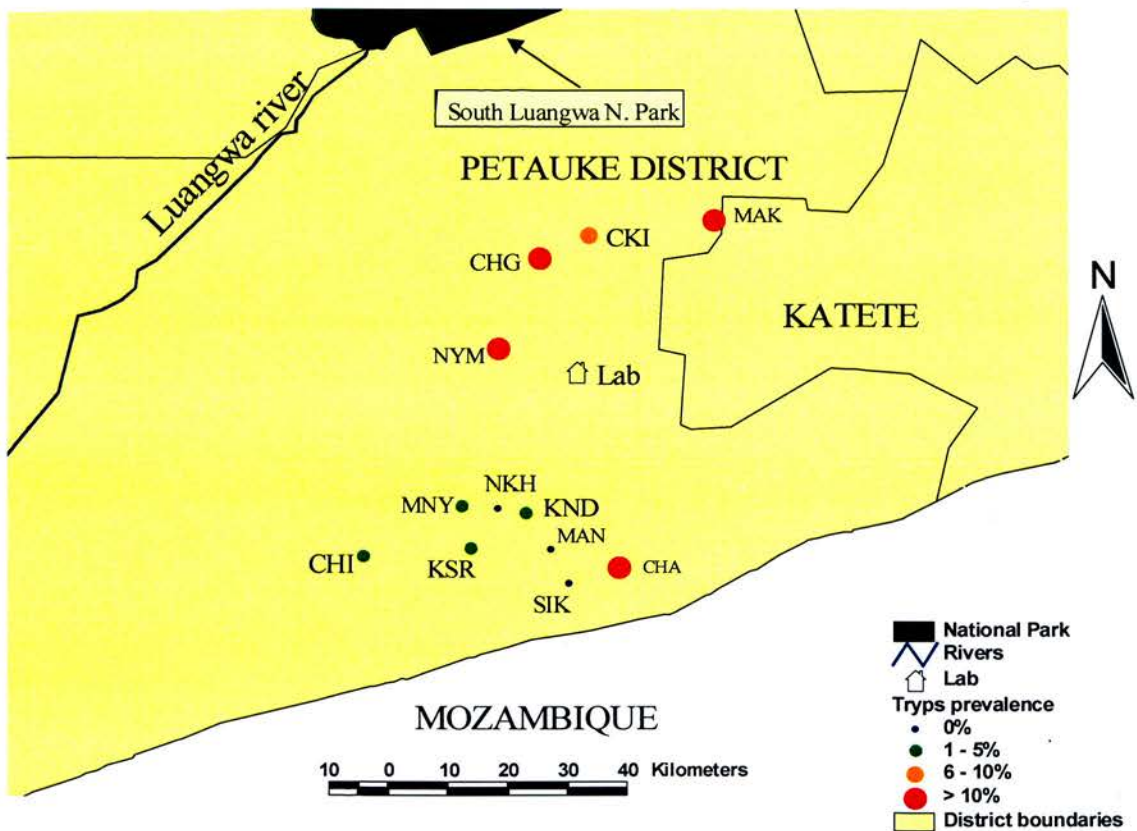 South Luangwa N. Park
Luangwa river
PETAUKE DISTRICT
MAK
CKI
CHG
N
KATETE
NYM
Lab
NKH
MNY
KND
MAN
CHI
KSR
CHA
SIK
MOZAMBIQUE
10 0 10 20 30 40 Kilometers
National Park
Rivers
Lab
Tryps prevalence
0%
1 - 5%
6 - 10%
> 10%
District boundaries